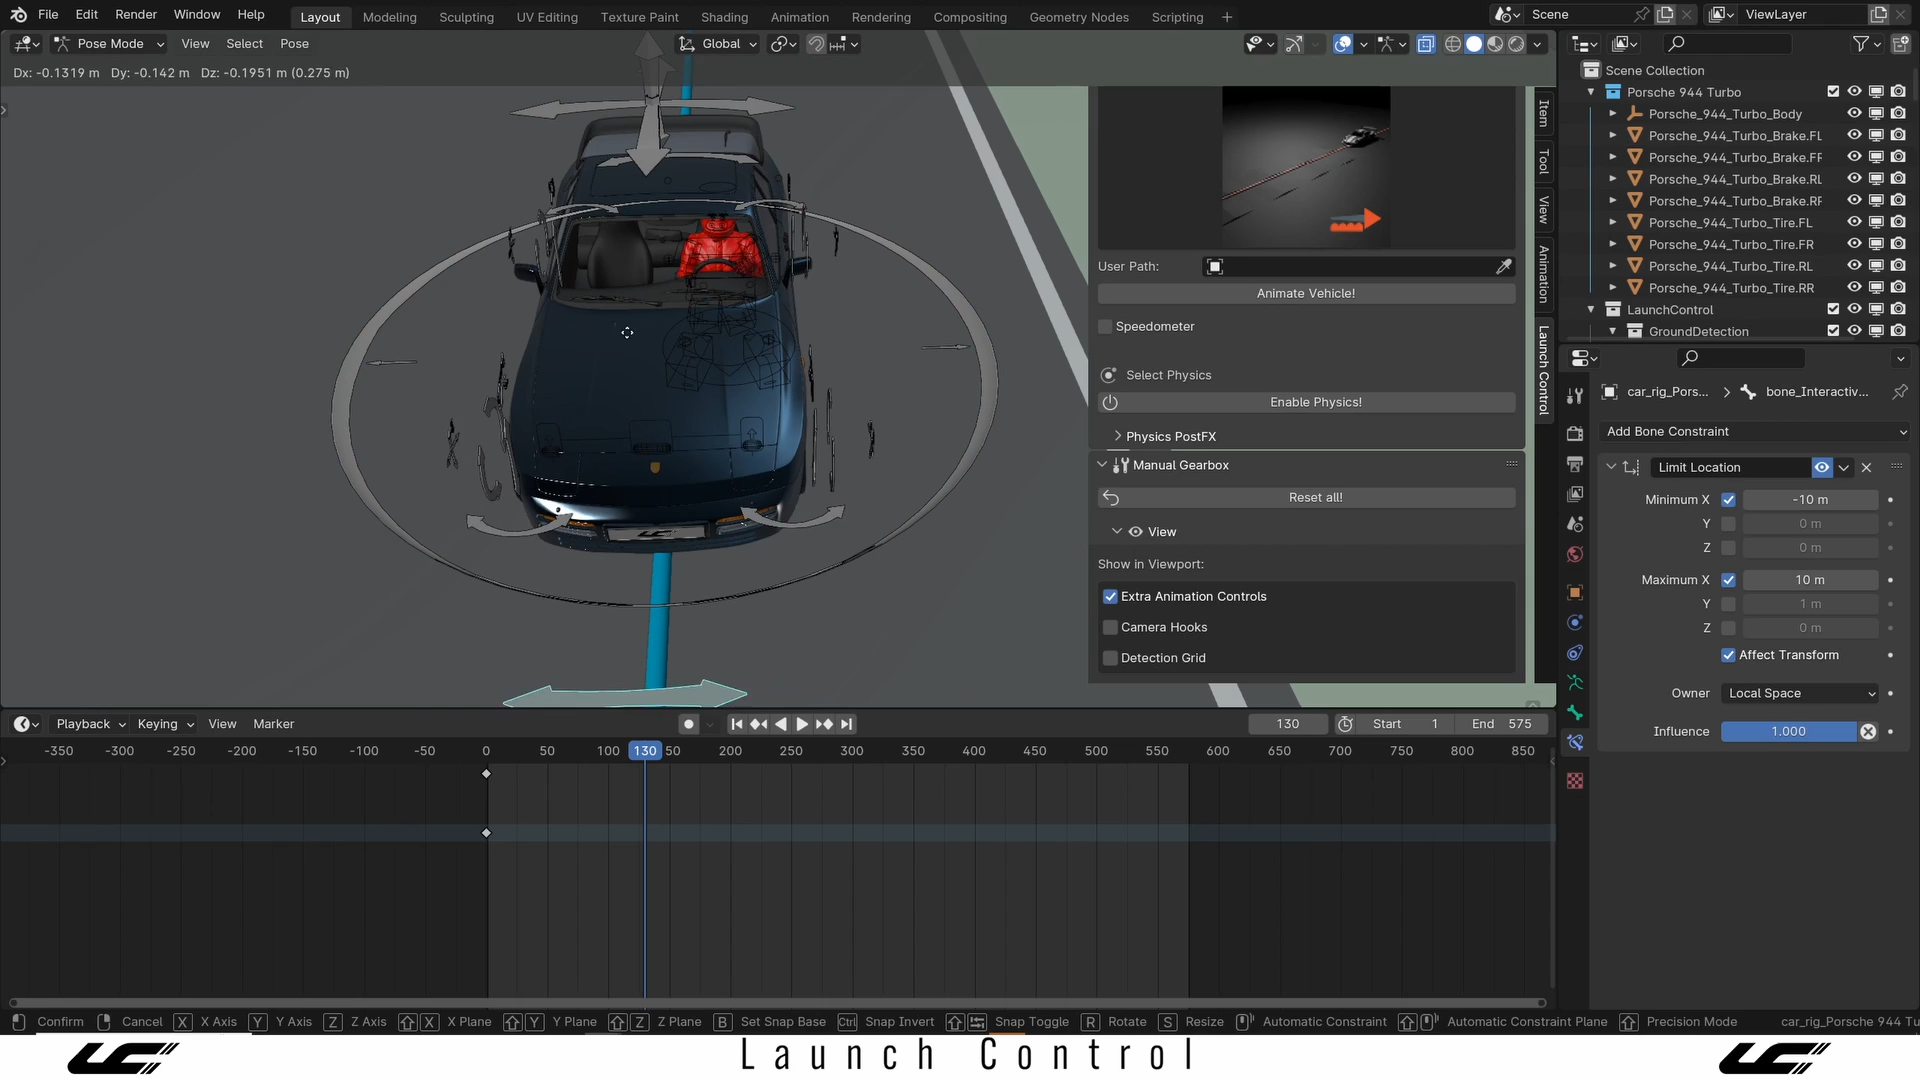 File Edit Render Window Help Layout Modeling Sculpting UV Editing Texture Paint Shading Animation Rendering Compositing Geometry Nodes Scripting + Scene ViewLayer
Pose Mode View Select Pose Global
Dx: -0.1319 m Dy: -0.142 m Dz: -0.1951 m (0.275 m)
Item
Tool
View
Animation
Launch Control
User Path:
Animate Vehicle!
Speedometer
Select Physics
Enable Physics!
Physics PostFX
Manual Gearbox
Reset all!
View
Show in Viewport:
Extra Animation Controls
Camera Hooks
Detection Grid
Scene Collection
Porsche 944 Turbo
Porsche_944_Turbo_Body
Porsche_944_Turbo_Brake.FL
Porsche_944_Turbo_Brake.FF
Porsche_944_Turbo_Brake.RL
Porsche_944_Turbo_Brake.RF
Porsche_944_Turbo_Tire.FL
Porsche_944_Turbo_Tire.FR
Porsche_944_Turbo_Tire.RL
Porsche_944_Turbo_Tire.RR
LaunchControl
GroundDetection
car_rig_Pors... bone_Interactiv...
Add Bone Constraint
Limit Location
Minimum X -10 m
Y 0 m
Z 0 m
Maximum X 10 m
Y 1 m
Z 0 m
Affect Transform
Owner Local Space
Influence 1.000
Playback Keying View Marker 130 Start 1 End 575
-350 -300 -250 -200 -150 -100 -50 0 50 100 130 50 200 250 300 350 400 450 500 550 600 650 700 750 800 850
Confirm Cancel X X Axis Y Y Axis Z Z Axis X X Plane Y Y Plane Z Z Plane B Set Snap Base Ctrl Snap Invert Snap Toggle R Rotate S Resize Automatic Constraint Automatic Constraint Plane Precision Mode car_rig_Porsche 944 Tu
Launch Control